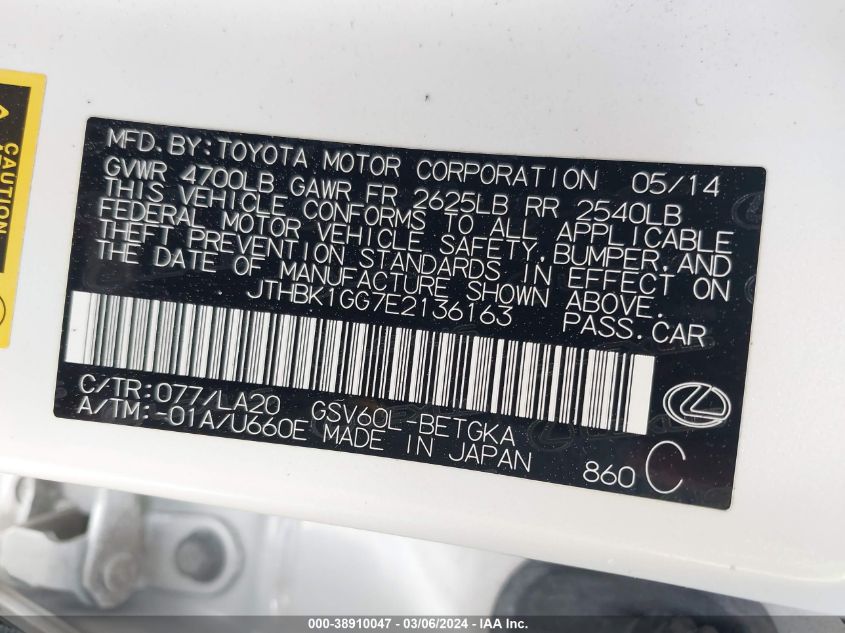 MFD. BY: TOYOTA MOTOR CORPORATION 05/14
GVWR 4700LB GAWR FR 2625LB RR 2540LB
THIS VEHICLE CONFORMS TO ALL APPLICABLE
FEDERAL MOTOR VEHICLE SAFETY, BUMPER, AND
THEFT PREVENTION STANDARDS IN EFFECT ON
THE DATE OF MANUFACTURE SHOWN ABOVE.
JTHBK1GG7E2136163 PASS.CAR
C/TR:077/LA20 GSV60L-BETGKA
A/TM:-01A/U660E MADE IN JAPAN
860 C
CAUTION
000-38910047 — 03/06/2024 — IAA Inc.